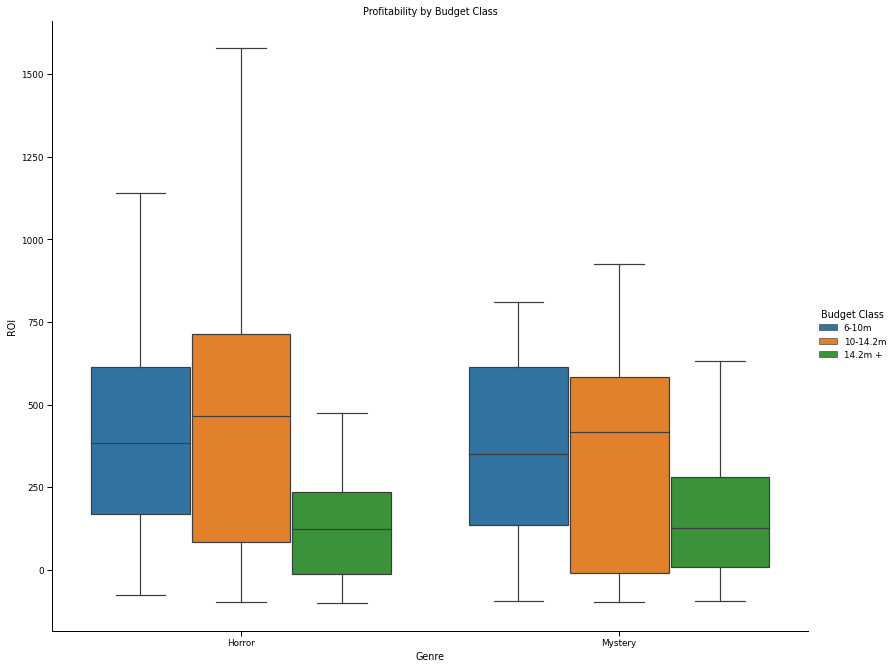 Profitability by Budget Class
1500
1250
1000
750
500
250
0
ROI
Horror
Mystery
Genre
Budget Class
6-10m
10-14.2m
14.2m +